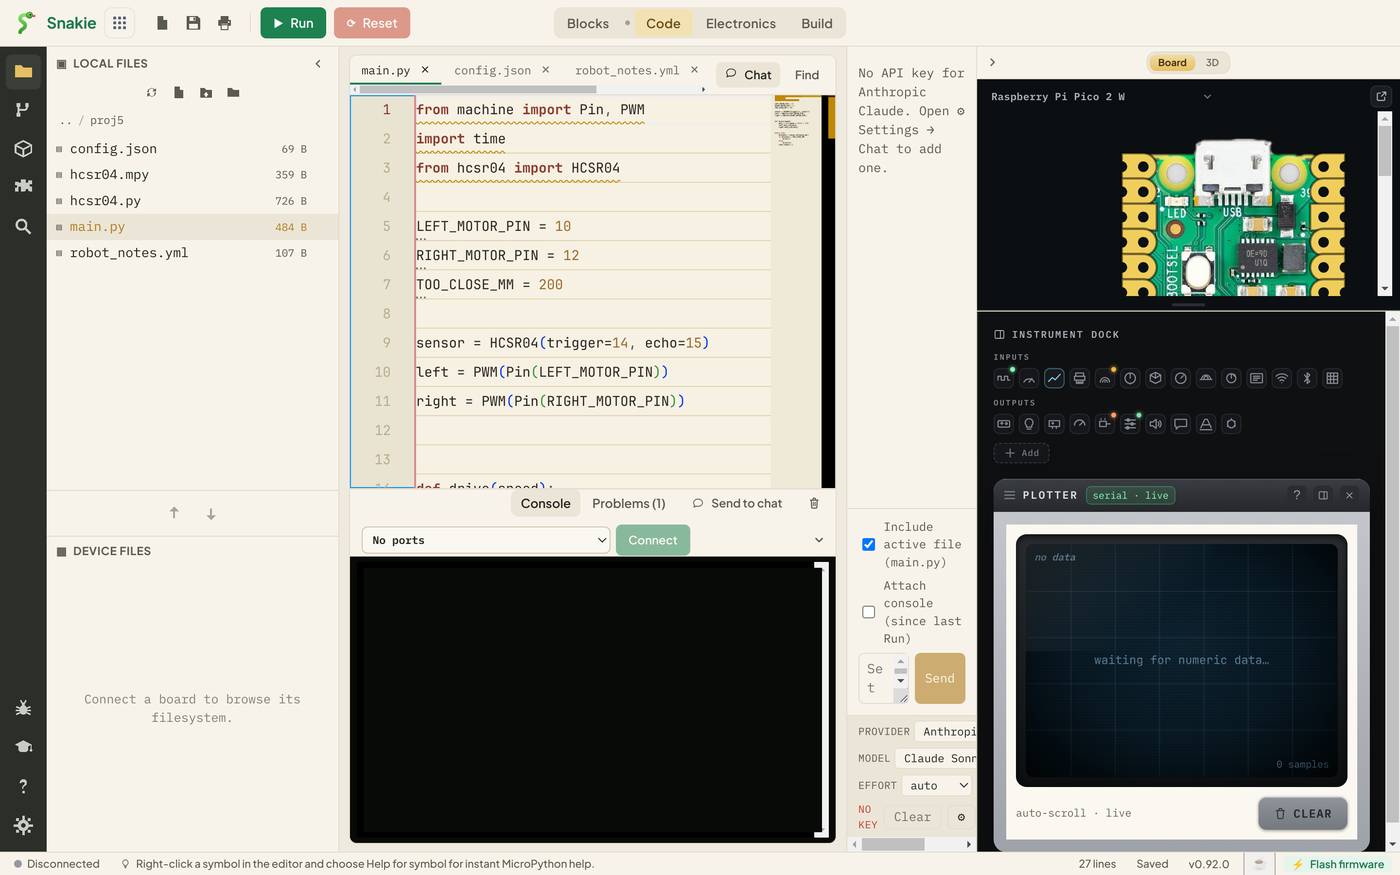 Snakie
Run
Reset
Blocks
Code
Electronics
Build
LOCAL FILES
.. / proj5
config.json 69 B
hcsr04.mpy 359 B
hcsr04.py 726 B
main.py 484 B
robot_notes.yml 107 B
DEVICE FILES
Connect a board to browse its
filesystem.
main.py
config.json
robot_notes.yml
Chat
Find
1 from machine import Pin, PWM
2 import time
3 from hcsr04 import HCSR04
4
5 LEFT_MOTOR_PIN = 10
6 RIGHT_MOTOR_PIN = 12
7 TOO_CLOSE_MM = 200
8
9 sensor = HCSR04(trigger=14, echo=15)
10 left = PWM(Pin(LEFT_MOTOR_PIN))
11 right = PWM(Pin(RIGHT_MOTOR_PIN))
12
13
14 def drive(speed):
Console
Problems (1)
Send to chat
No ports
Connect
No API key for
Anthropic
Claude. Open ⚙
Settings →
Chat to add
one.
Include
active file
(main.py)
Attach
console
(since last
Run)
Se
t
Send
PROVIDER Anthropi
MODEL Claude Sonn
EFFORT auto
NO
KEY
Clear
Board
3D
Raspberry Pi Pico 2 W
LED
USB
39
BOOTSEL
INSTRUMENT DOCK
INPUTS
OUTPUTS
+ Add
PLOTTER
serial · live
?
no data
waiting for numeric data…
0 samples
auto-scroll · live
CLEAR
Disconnected
Right-click a symbol in the editor and choose Help for symbol for instant MicroPython help.
27 lines
Saved
v0.92.0
Flash firmware